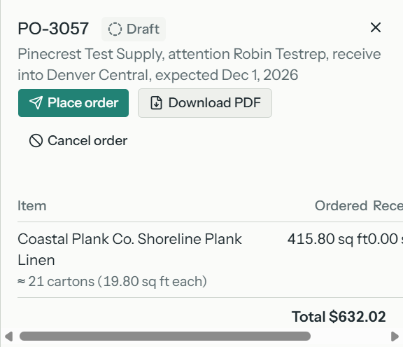 PO-3057 Draft
Pinecrest Test Supply, attention Robin Testrep, receive
into Denver Central, expected Dec 1, 2026
Place order Download PDF
Cancel order
Item Ordered Rece
Coastal Plank Co. Shoreline Plank 415.80 sq ft 0.00 s
Linen
≈ 21 cartons (19.80 sq ft each)
Total $632.02